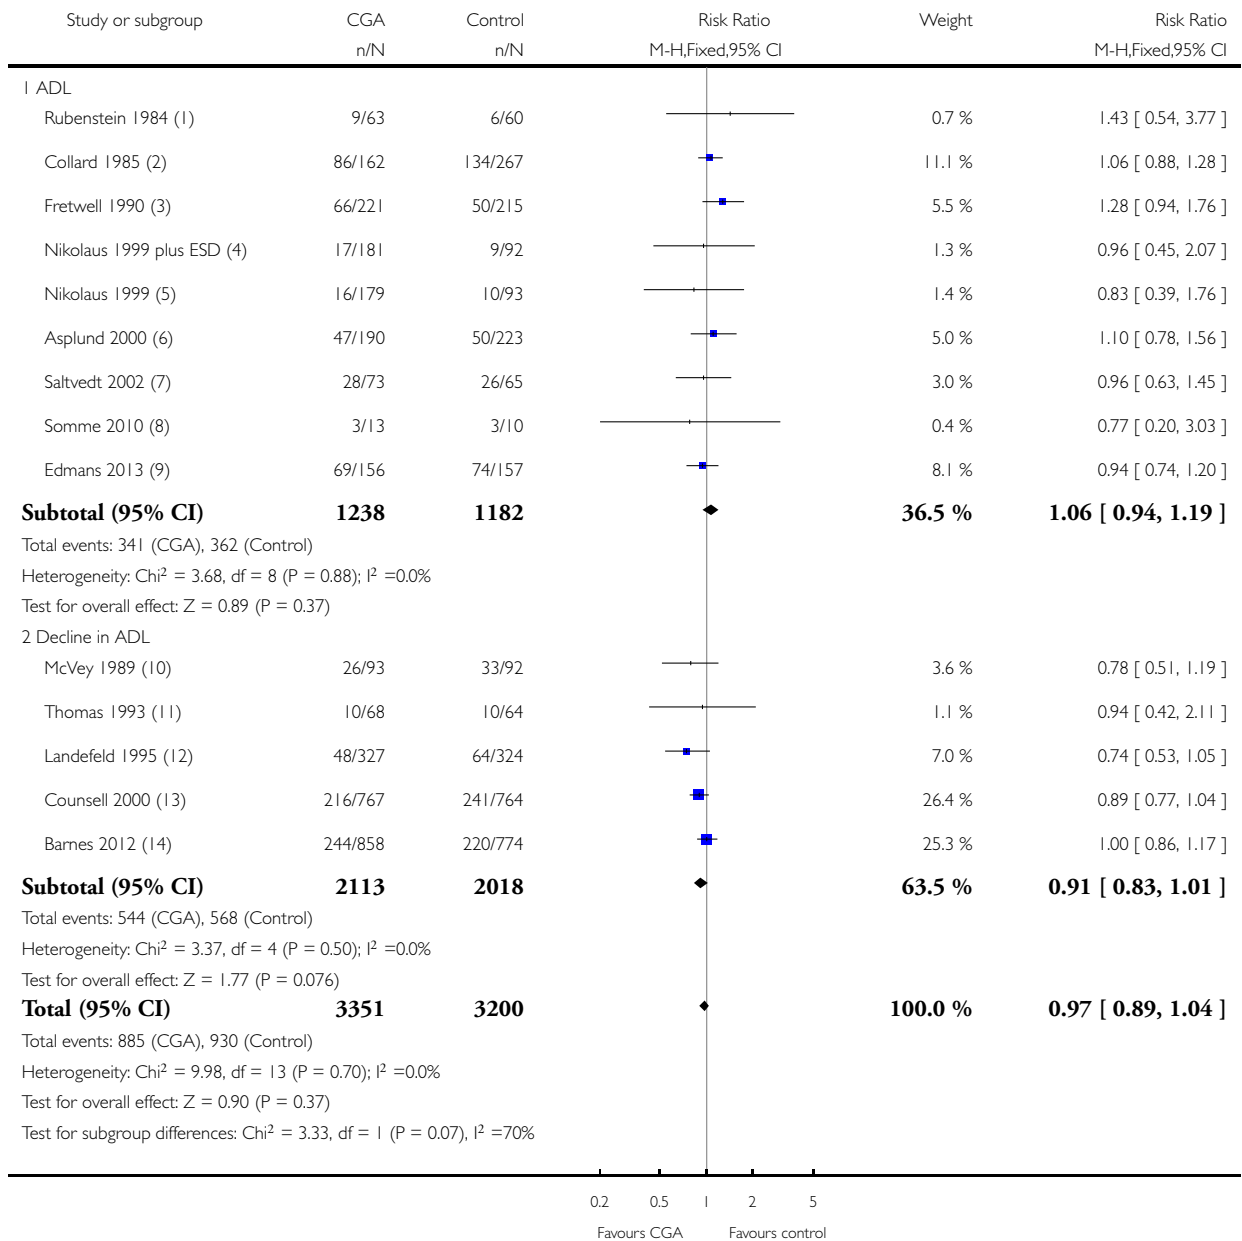 Study or subgroup CGA Control Risk Ratio Weight Risk Ratio
n/N n/N M-H,Fixed,95% CI M-H,Fixed,95% CI
1 ADL
Rubenstein 1984 (1) 9/63 6/60 0.7 % 1.43 [ 0.54, 3.77 ]
Collard 1985 (2) 86/162 134/267 11.1 % 1.06 [ 0.88, 1.28 ]
Fretwell 1990 (3) 66/221 50/215 5.5 % 1.28 [ 0.94, 1.76 ]
Nikolaus 1999 plus ESD (4) 17/181 9/92 1.3 % 0.96 [ 0.45, 2.07 ]
Nikolaus 1999 (5) 16/179 10/93 1.4 % 0.83 [ 0.39, 1.76 ]
Asplund 2000 (6) 47/190 50/223 5.0 % 1.10 [ 0.78, 1.56 ]
Saltvedt 2002 (7) 28/73 26/65 3.0 % 0.96 [ 0.63, 1.45 ]
Somme 2010 (8) 3/13 3/10 0.4 % 0.77 [ 0.20, 3.03 ]
Edmans 2013 (9) 69/156 74/157 8.1 % 0.94 [ 0.74, 1.20 ]
Subtotal (95% CI) 1238 1182 36.5 % 1.06 [ 0.94, 1.19 ]
Total events: 341 (CGA), 362 (Control)
Heterogeneity: Chi² = 3.68, df = 8 (P = 0.88); I² =0.0%
Test for overall effect: Z = 0.89 (P = 0.37)
2 Decline in ADL
McVey 1989 (10) 26/93 33/92 3.6 % 0.78 [ 0.51, 1.19 ]
Thomas 1993 (11) 10/68 10/64 1.1 % 0.94 [ 0.42, 2.11 ]
Landefeld 1995 (12) 48/327 64/324 7.0 % 0.74 [ 0.53, 1.05 ]
Counsell 2000 (13) 216/767 241/764 26.4 % 0.89 [ 0.77, 1.04 ]
Barnes 2012 (14) 244/858 220/774 25.3 % 1.00 [ 0.86, 1.17 ]
Subtotal (95% CI) 2113 2018 63.5 % 0.91 [ 0.83, 1.01 ]
Total events: 544 (CGA), 568 (Control)
Heterogeneity: Chi² = 3.37, df = 4 (P = 0.50); I² =0.0%
Test for overall effect: Z = 1.77 (P = 0.076)
Total (95% CI) 3351 3200 100.0 % 0.97 [ 0.89, 1.04 ]
Total events: 885 (CGA), 930 (Control)
Heterogeneity: Chi² = 9.98, df = 13 (P = 0.70); I² =0.0%
Test for overall effect: Z = 0.90 (P = 0.37)
Test for subgroup differences: Chi² = 3.33, df = 1 (P = 0.07), I² =70%
0.2 0.5 1 2 5
Favours CGA Favours control